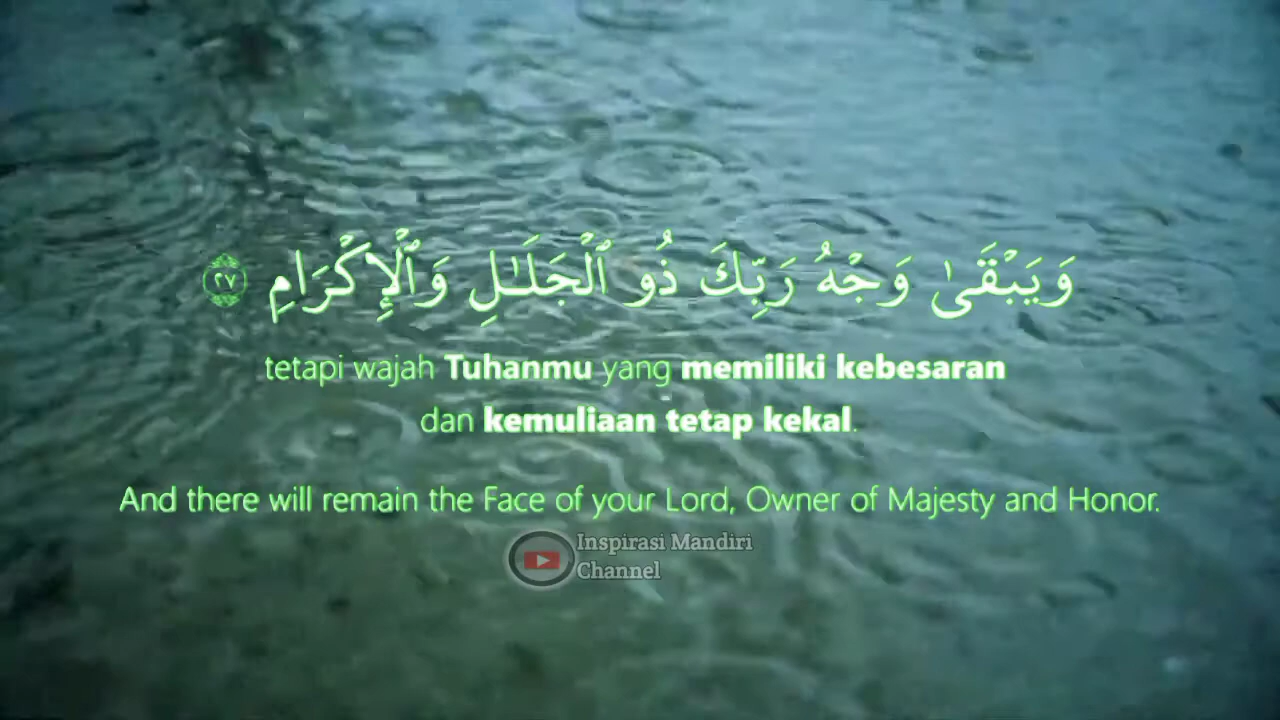 وَيَبْقَىٰ وَجْهُ رَبِّكَ ذُو ٱلْجَلَـٰلِ وَٱلْإِكْرَامِ ٢٧
tetapi wajah Tuhanmu yang memiliki kebesaran
dan kemuliaan tetap kekal.
And there will remain the Face of your Lord, Owner of Majesty and Honor.
Inspirasi Mandiri
Channel